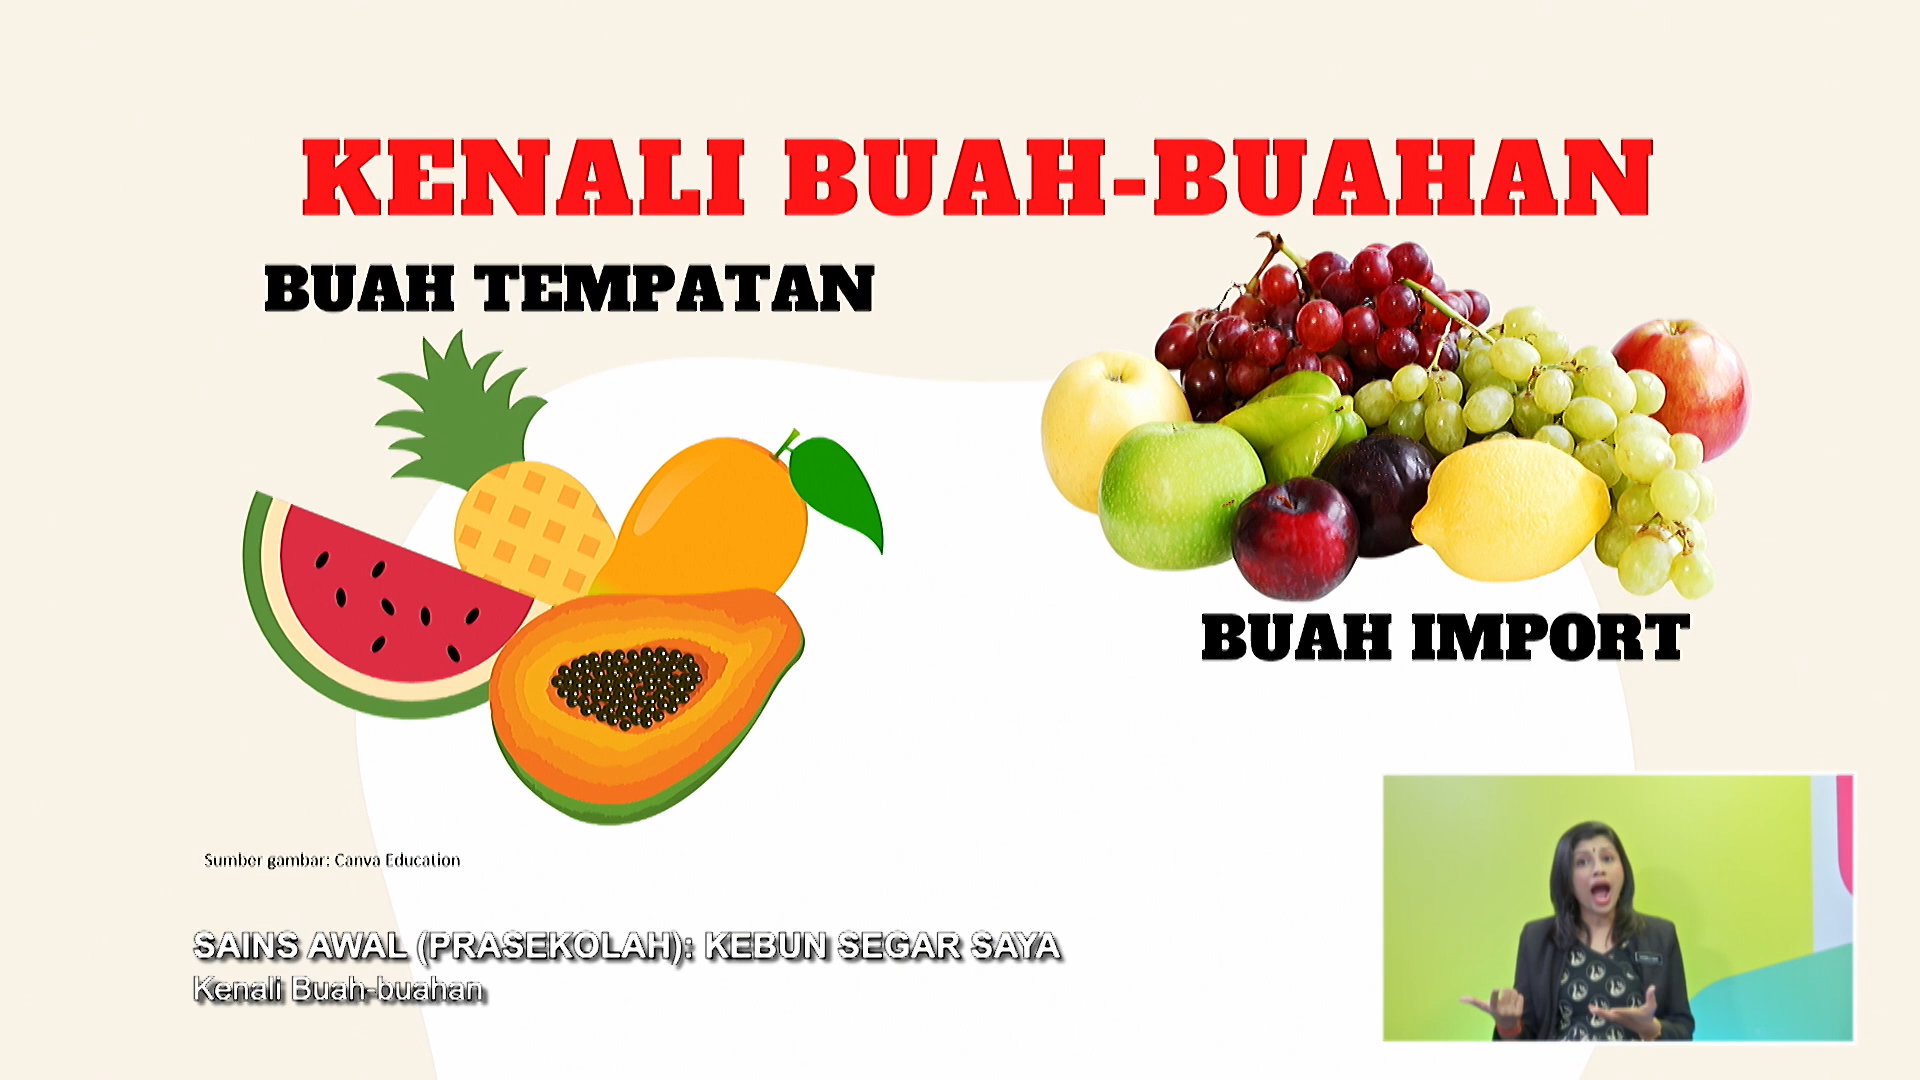 KENALI BUAH-BUAHAN
BUAH TEMPATAN
BUAH IMPORT
Sumber gambar: Canva Education
SAINS AWAL (PRASEKOLAH): KEBUN SEGAR SAYA
Kenali Buah-buahan